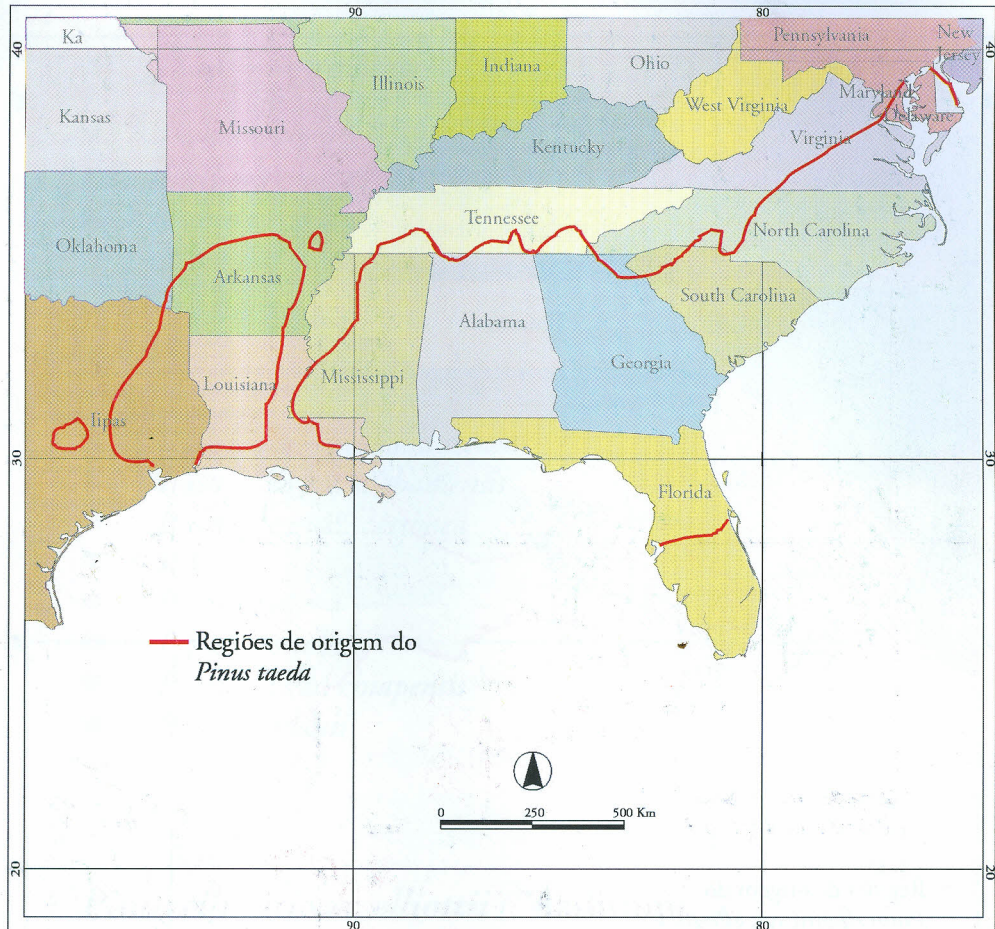 90
80
40
40
Ka
Illinois
Indiana
Ohio
Pennsylvania
New
Jersey
Kansas
Missouri
West Virginia
Maryland
Delaware
Kentucky
Virginia
Oklahoma
Tennessee
North Carolina
Arkansas
South Carolina
Alabama
Georgia
Louisiana
Mississippi
Iipas
30
30
Florida
Regiões de origem do
Pinus taeda
0 250 500 Km
20
20
90
80